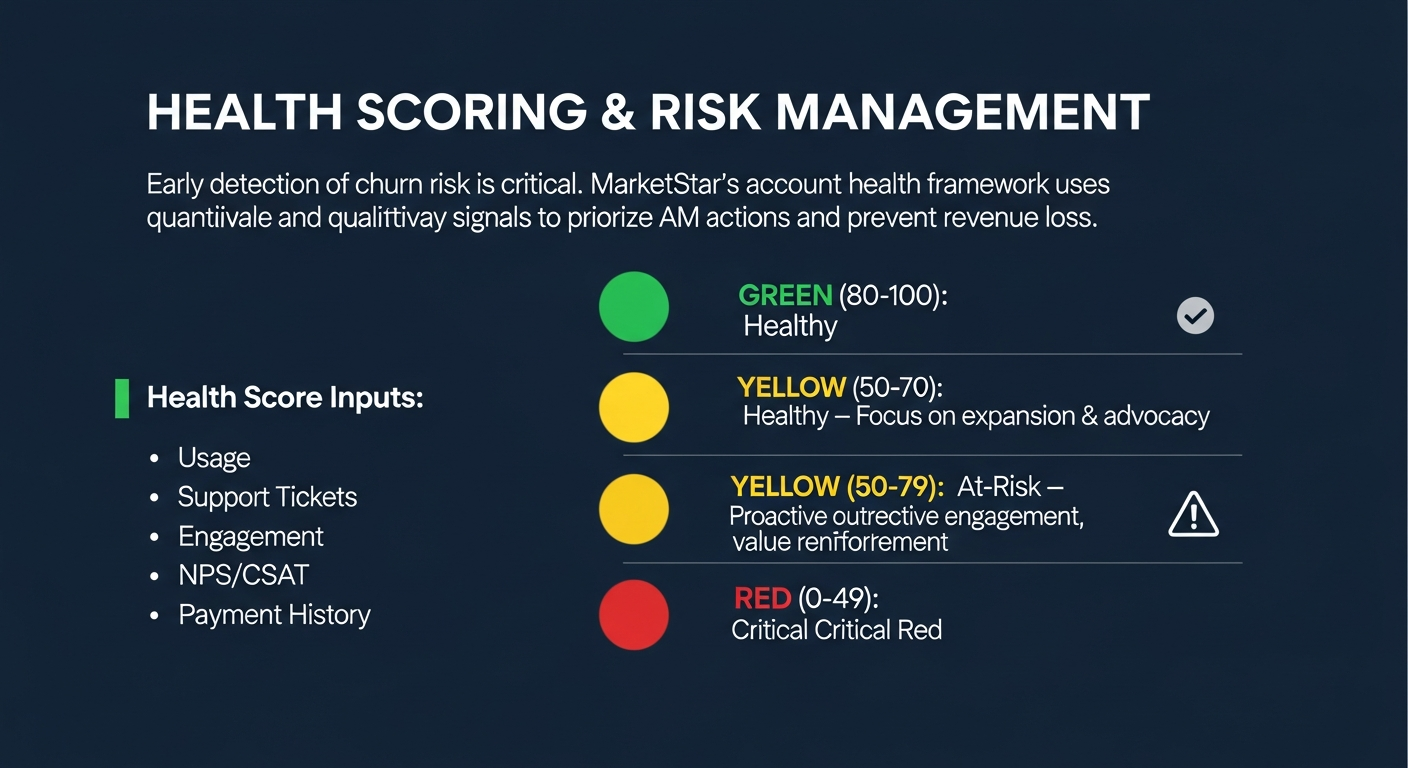 HEALTH SCORING & RISK MANAGEMENT
Early detection of churn risk is critical. MarketStar's account health framework uses
quantiivale and qualifttivay signals to priorize AM actions and prevent revenue loss.
Health Score Inputs:
• Usage
• Support Tickets
• Engagement
• NPS/CSAT
• Payment History
GREEN (80-100):
Healthy
YELLOW (50-70):
Healthy – Focus on expansion & advocacy
YELLOW (50-79): At-Risk –
Proactive outrective engagement,
value reniforrement
RED (0-49):
Critical Critical Red